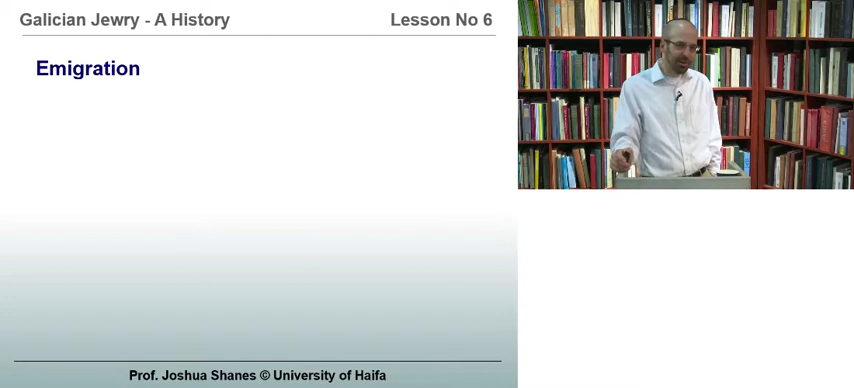 Galician Jewry - A History
Lesson No 6
Emigration
Prof. Joshua Shanes © University of Haifa